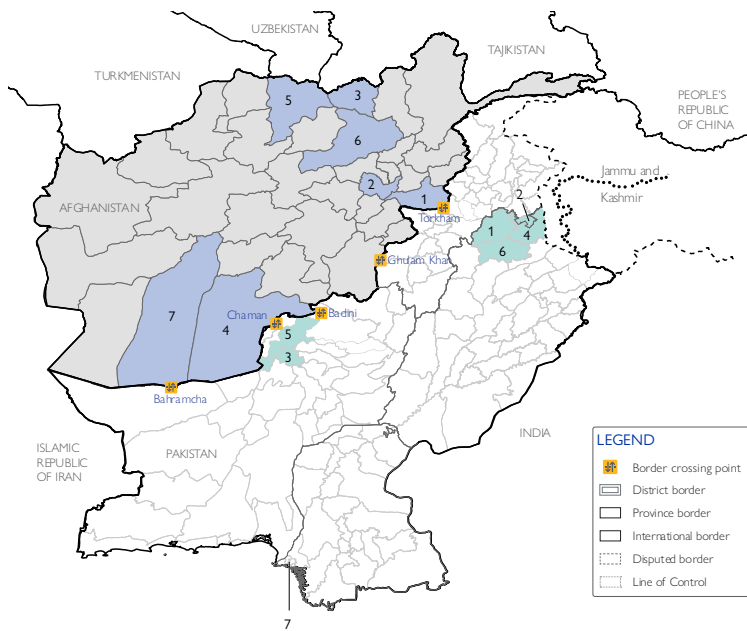 UZBEKISTAN
TAJIKISTAN
TURKMENISTAN
PEOPLE'S
REPUBLIC
OF CHINA
5
3
6
Jammu and
Kashmir
2
1
2
AFGHANISTAN
Torkham
1
4
6
Ghulam Khan
7
4
Chaman
Badini
5
3
Bahramcha
ISLAMIC
REPUBLIC
OF IRAN
PAKISTAN
INDIA
LEGEND
Border crossing point
District border
Province border
International border
Disputed border
Line of Control
7